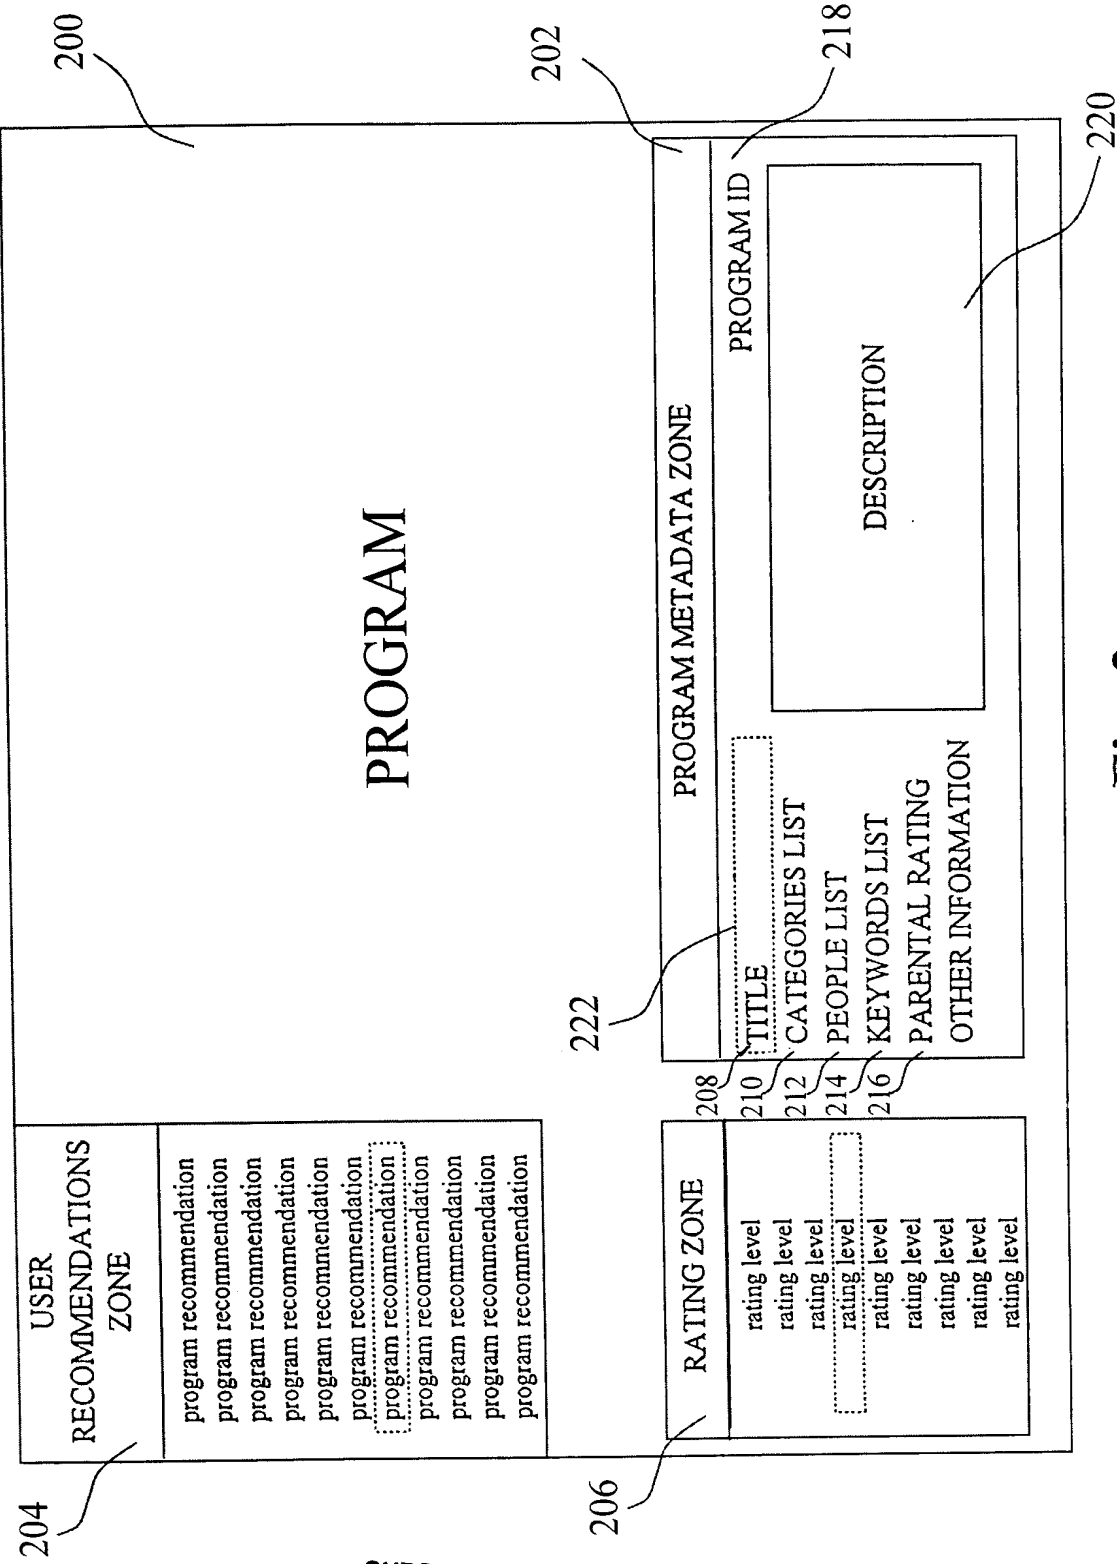 204
200
USER
RECOMMENDATIONS
ZONE
program recommendation
program recommendation
program recommendation
program recommendation
program recommendation
program recommendation
program recommendation
program recommendation
program recommendation
program recommendation
program recommendation
PROGRAM
206
222
202
RATING ZONE
rating level
rating level
rating level
rating level
rating level
rating level
rating level
rating level
rating level
PROGRAM METADATA ZONE
208 TITLE
210 CATEGORIES LIST
212 PEOPLE LIST
214 KEYWORDS LIST
216 PARENTAL RATING
OTHER INFORMATION
PROGRAM ID
218
DESCRIPTION
220